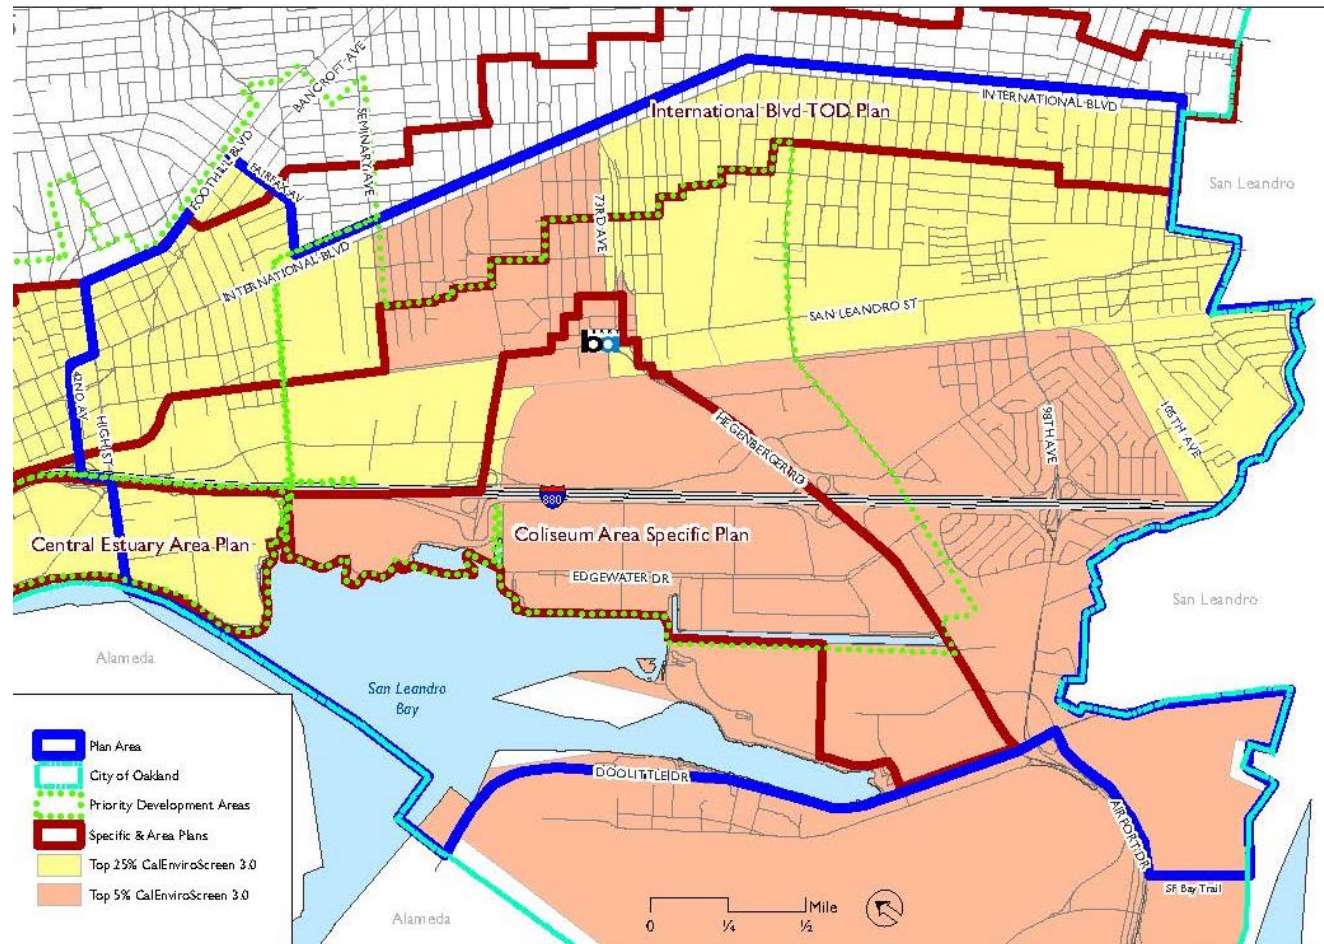 BANCROFT AVE
SEMINARY AVE
FOOTHILL BLVD
FAIRFAX AV
INTERNATIONAL BLVD
International Blvd TOD Plan
INTERNATIONAL BLVD
San Leandro
73RD AVE
SAN LEANDRO ST
ba
42ND AV
HIGH ST
HEGENBERGER RD
98TH AVE
105TH AVE
880
Central Estuary Area Plan
Coliseum Area Specific Plan
EDGEWATER DR
San Leandro
Alameda
San Leandro
Bay
DOOLITTLE DR
AIRPORT DR
SF Bay Trail
Alameda
Plan Area
City of Oakland
Priority Development Areas
Specific & Area Plans
Top 25% CalEnviroScreen 3.0
Top 5% CalEnviroScreen 3.0
Mile
0 ¼ ½